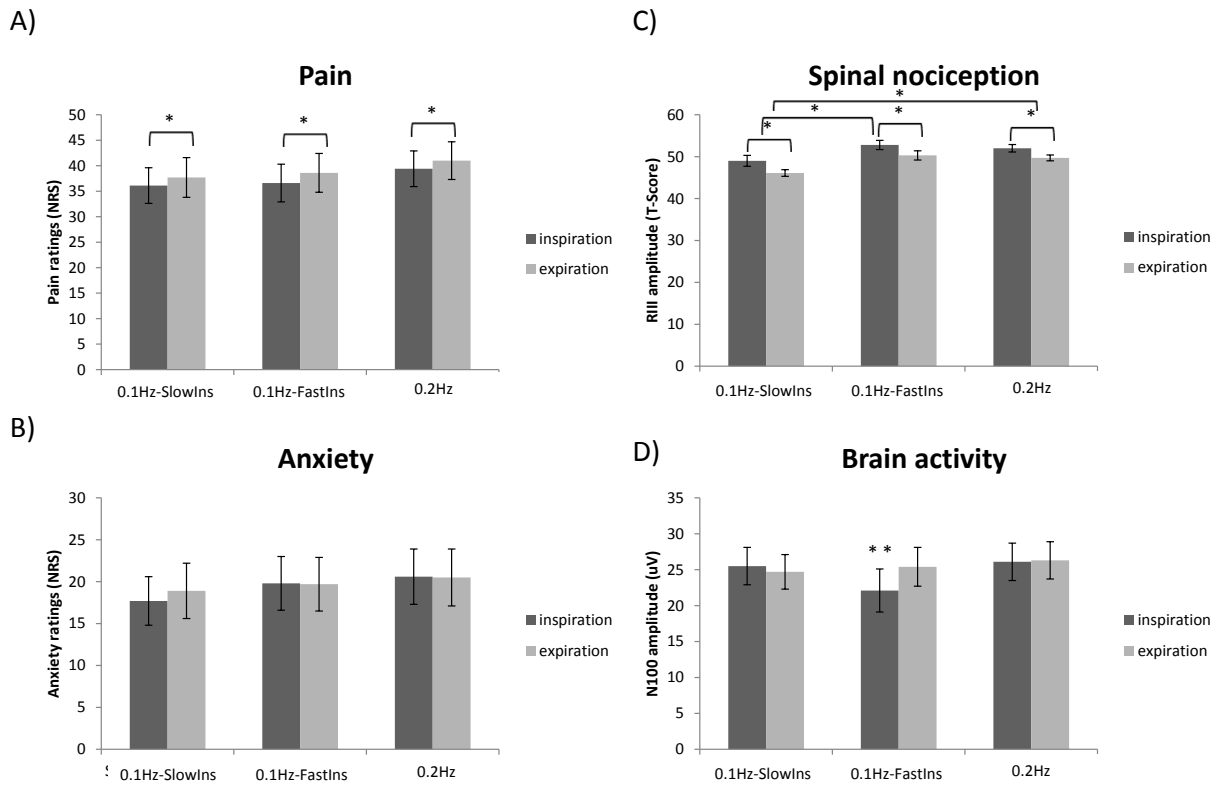 A)
Pain
* * *
50
45
40
35
30
25
20
15
10
5
0
Pain ratings (NRS)
0.1Hz-SlowIns 0.1Hz-FastIns 0.2Hz
inspiration
expiration
B)
Anxiety
30
25
20
15
10
5
0
Anxiety ratings (NRS)
0.1Hz-SlowIns 0.1Hz-FastIns 0.2Hz
inspiration
expiration
C)
Spinal nociception
*
* *
* *
60
50
40
30
20
10
0
RIII amplitude (T-Score)
0.1Hz-SlowIns 0.1Hz-FastIns 0.2Hz
inspiration
expiration
D)
Brain activity
* *
35
30
25
20
15
10
5
0
N100 amplitude (uV)
0.1Hz-SlowIns 0.1Hz-FastIns 0.2Hz
inspiration
expiration